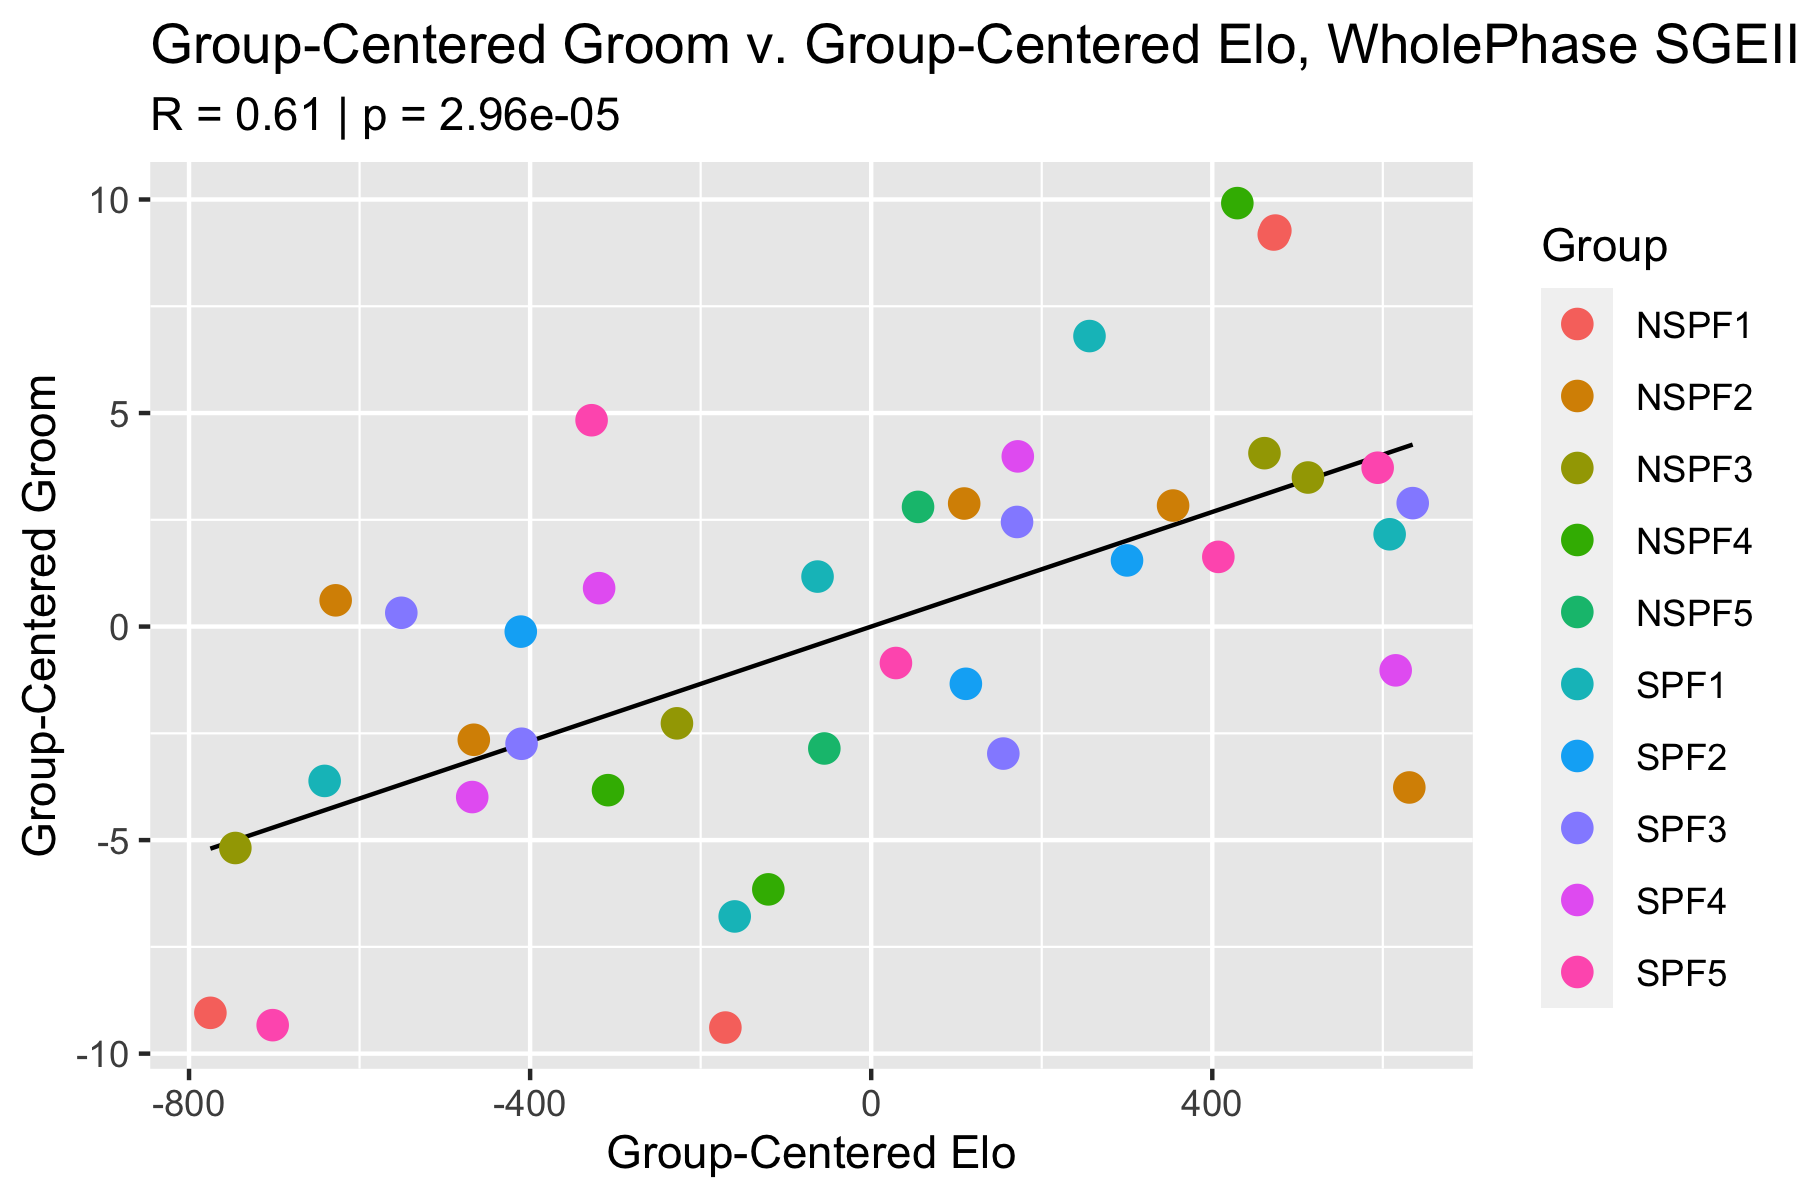 Group-Centered Groom v. Group-Centered Elo, WholePhase SGEII
R = 0.61 | p = 2.96e-05
Group-Centered Groom
10
5
0
-5
-10
-800
-400
0
400
Group-Centered Elo
Group
NSPF1
NSPF2
NSPF3
NSPF4
NSPF5
SPF1
SPF2
SPF3
SPF4
SPF5